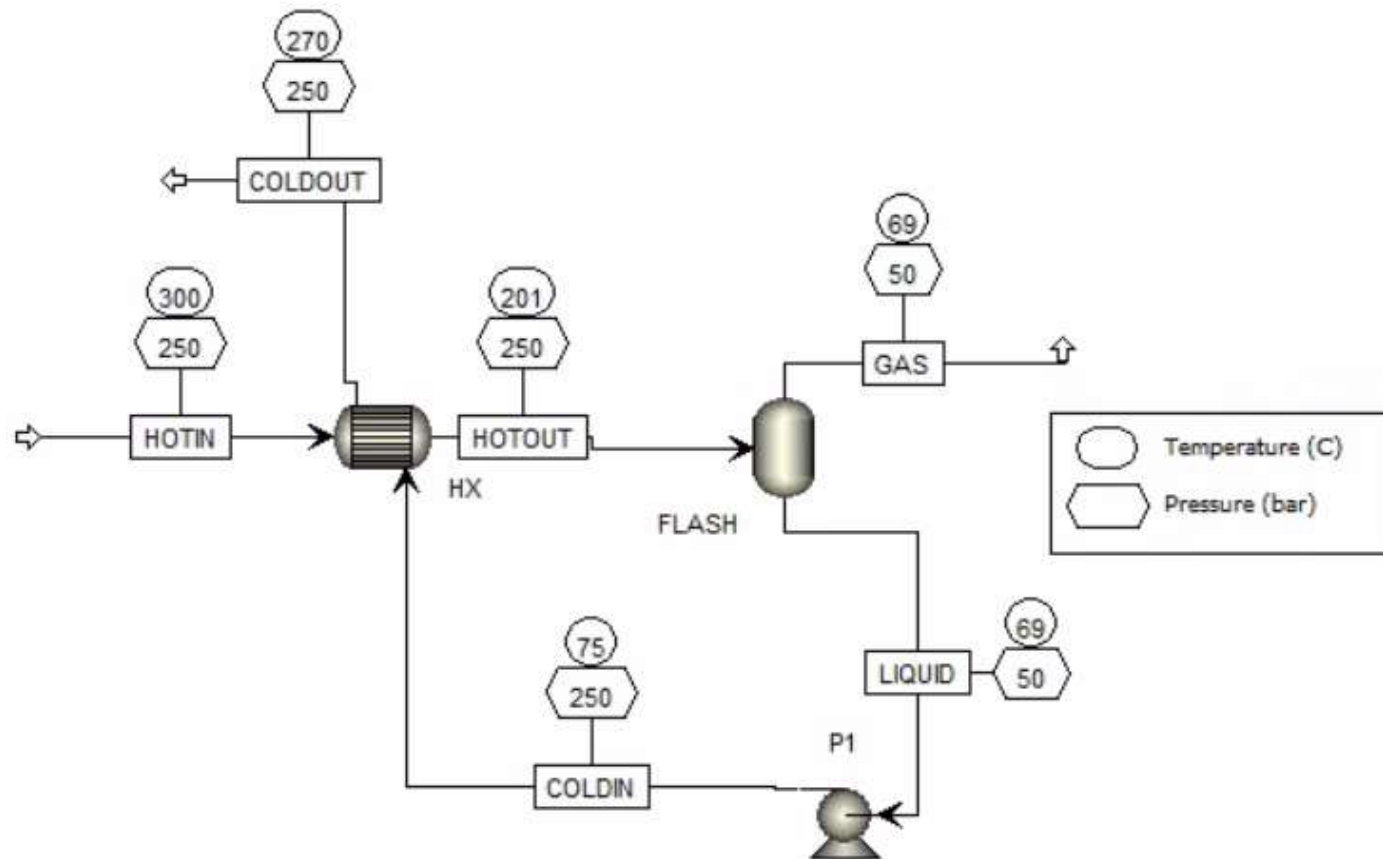 270
250
COLDOUT
69
50
GAS
300
250
HOTIN
201
250
HOTOUT
HX
FLASH
Temperature (C)
Pressure (bar)
75
250
COLDIN
LIQUID
69
50
P1